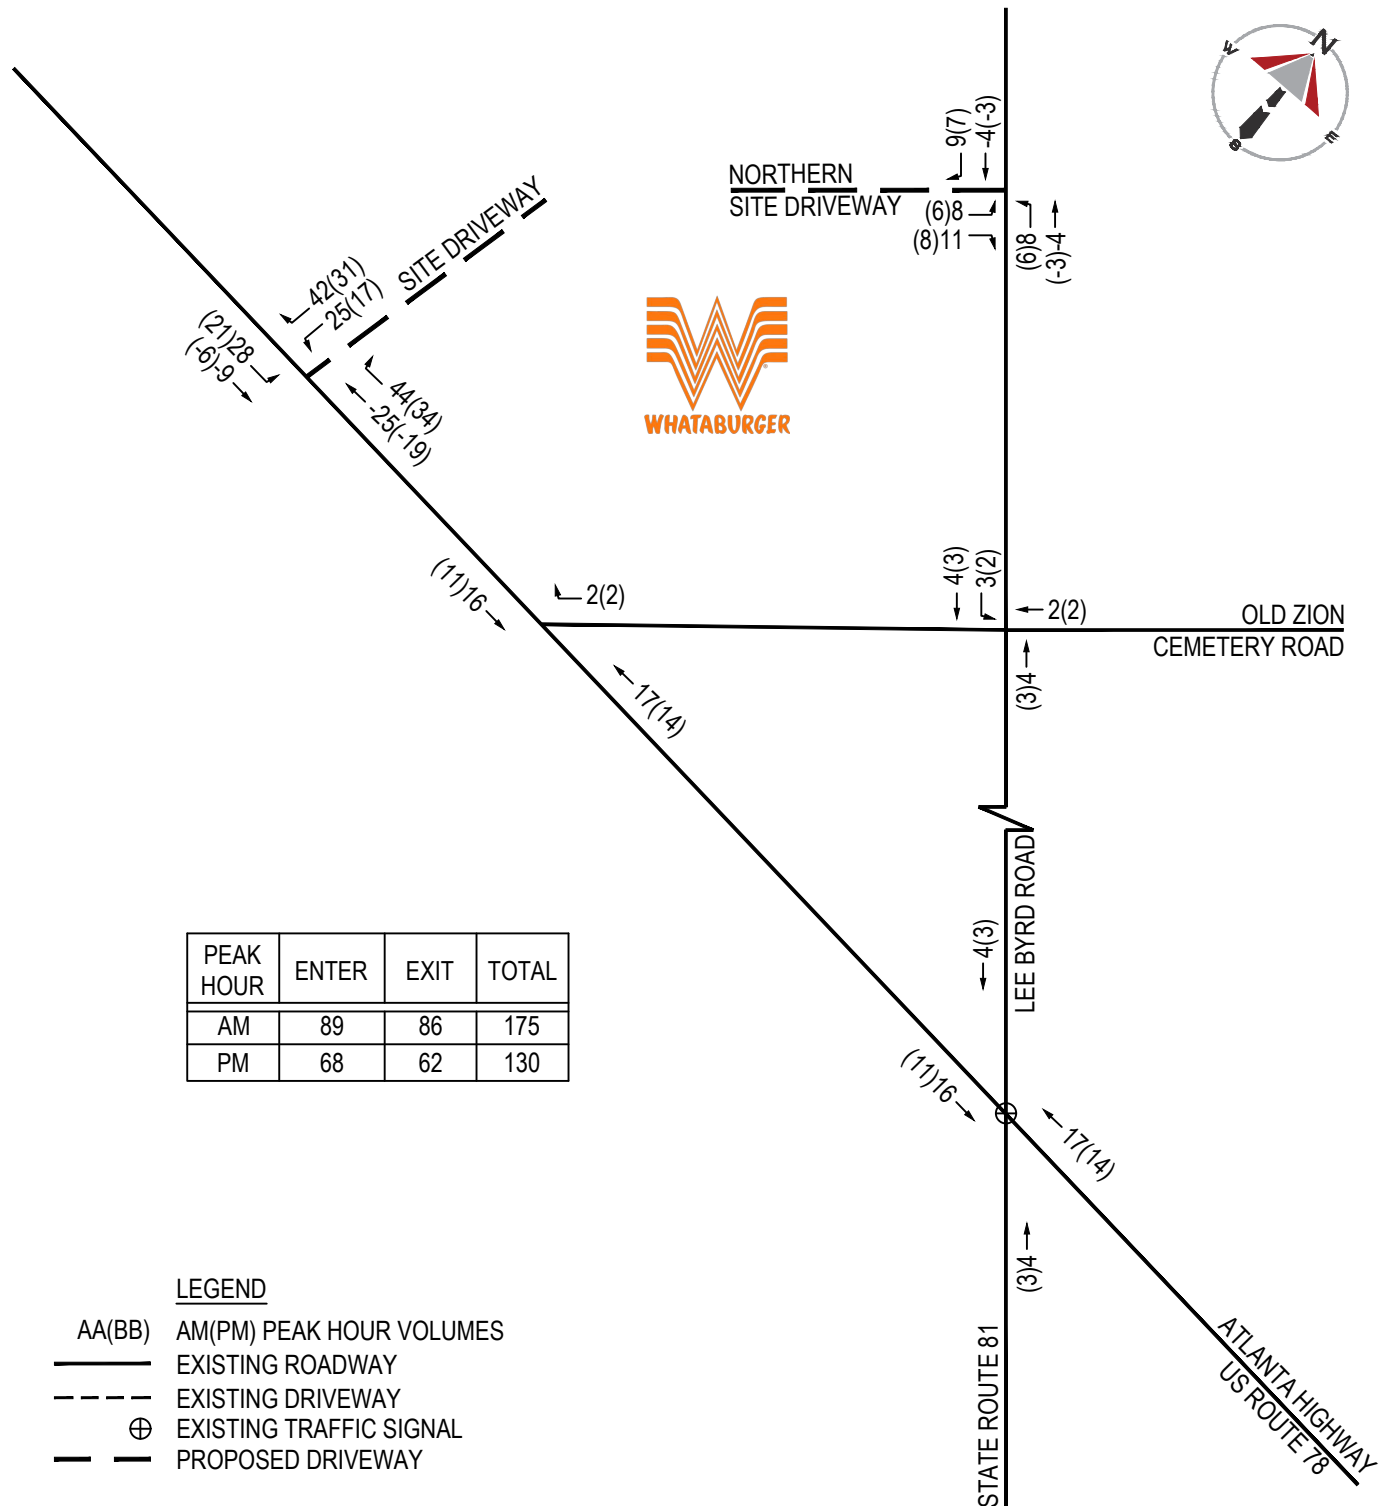 N
W
E
S
9(7)
-4(-3)
NORTHERN
SITE DRIVEWAY
(6)8
(8)11
(6)8
(-3)-4
SITE DRIVEWAY
42(31)
25(17)
(21)28
(-6)-9
44(34)
-25(-19)
WHATABURGER
(11)16
2(2)
4(3)
3(2)
2(2)
OLD ZION
CEMETERY ROAD
(3)4
17(14)
LEE BYRD ROAD
4(3)
PEAK HOUR ENTER EXIT TOTAL
AM 89 86 175
PM 68 62 130
(11)16
17(14)
(3)4
STATE ROUTE 81
ATLANTA HIGHWAY
US ROUTE 78
LEGEND
AA(BB) AM(PM) PEAK HOUR VOLUMES
EXISTING ROADWAY
EXISTING DRIVEWAY
EXISTING TRAFFIC SIGNAL
PROPOSED DRIVEWAY